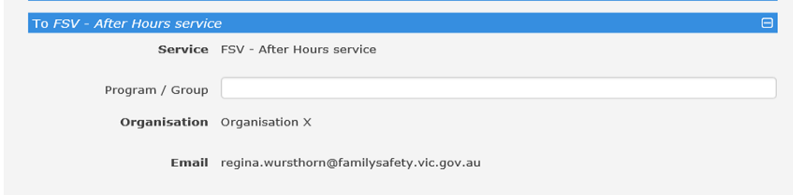 To FSV - After Hours service
Service FSV - After Hours service
Program / Group
Organisation Organisation X
Email regina.wursthorn@familysafety.vic.gov.au